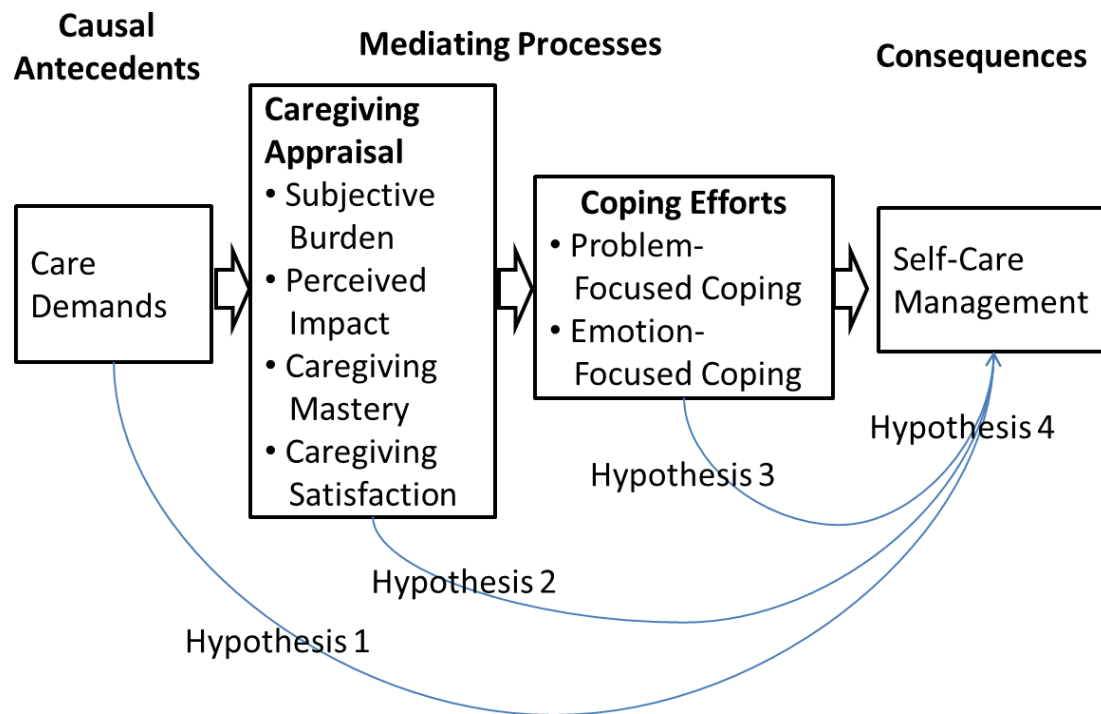 Causal
Antecedents
Mediating Processes
Consequences
Care
Demands
Caregiving
Appraisal
• Subjective
Burden
• Perceived
Impact
• Caregiving
Mastery
• Caregiving
Satisfaction
Coping Efforts
• Problem-
Focused Coping
• Emotion-
Focused Coping
Self-Care
Management
Hypothesis 4
Hypothesis 3
Hypothesis 2
Hypothesis 1